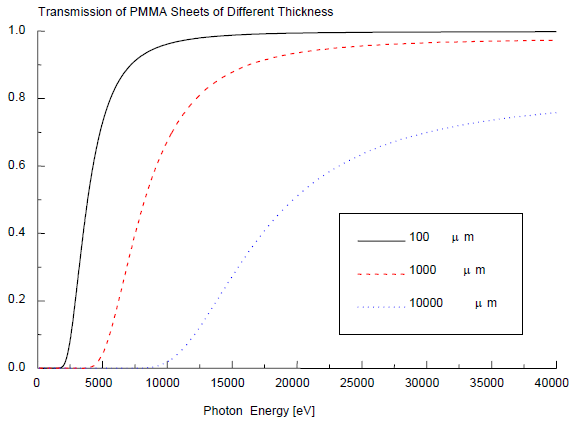 Transmission of PMMA Sheets of Different Thickness
1.0
0.8
0.6
0.4
0.2
0.0
100 μ m
1000 μ m
10000 μ m
0 5000 10000 15000 20000 25000 30000 35000 40000
Photon Energy [eV]